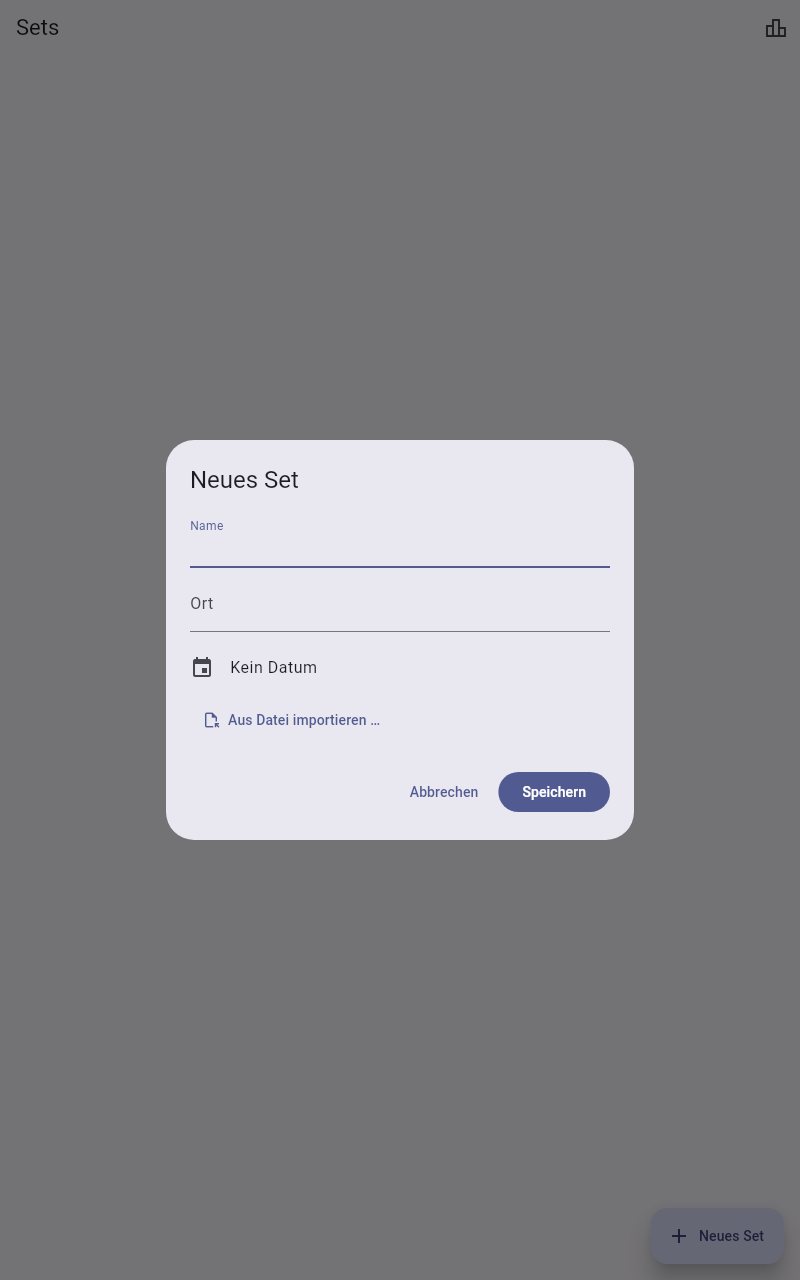 Sets
Neues Set
Name
Ort
Kein Datum
Aus Datei importieren …
Abbrechen
Speichern
Neues Set